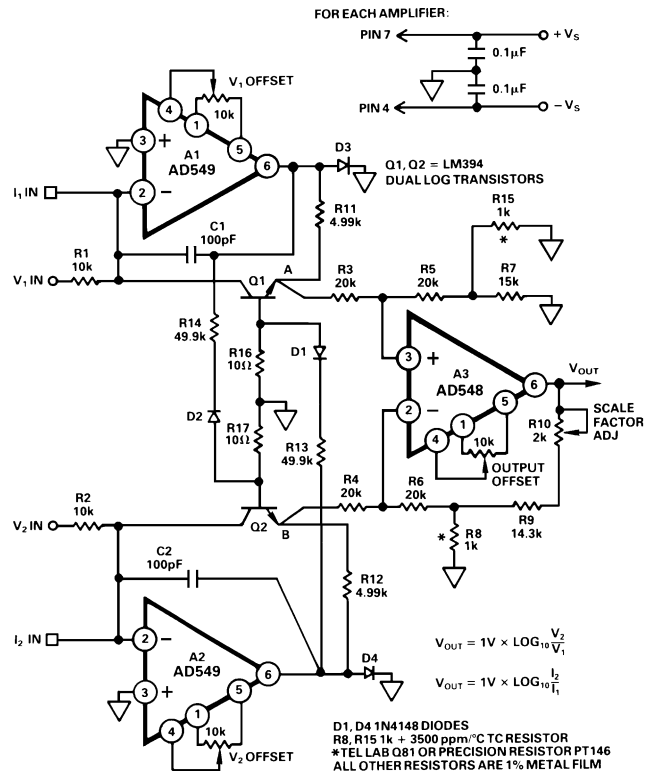 FOR EACH AMPLIFIER:
PIN 7
+ VS
0.1µF
0.1µF
PIN 4
– VS
V1 OFFSET
10k
4
1
3
+
5
A1
AD549
6
2
–
D3
Q1, Q2 = LM394
DUAL LOG TRANSISTORS
I1 IN
R11
4.99k
R15
1k
*
C1
100pF
R1
10k
V1 IN
Q1
A
R3
20k
R5
20k
R7
15k
R14
49.9k
R16
10Ω
D1
3
+
A3
AD548
6
VOUT
2
–
5
1
4
10k
R10
2k
SCALE
FACTOR
ADJ
OUTPUT
OFFSET
D2
R17
10Ω
R13
49.9k
R2
10k
V2 IN
Q2
B
R4
20k
R6
20k
*
R8
1k
R9
14.3k
C2
100pF
R12
4.99k
I2 IN
2
–
A2
AD549
6
3
+
5
1
4
10k
V2 OFFSET
D4
VOUT = 1V × LOG10 V2/V1
VOUT = 1V × LOG10 I2/I1
D1, D4 1N4148 DIODES
R8, R15 1k + 3500 ppm/°C TC RESISTOR
*TEL LAB Q81 OR PRECISION RESISTOR PT146
ALL OTHER RESISTORS ARE 1% METAL FILM